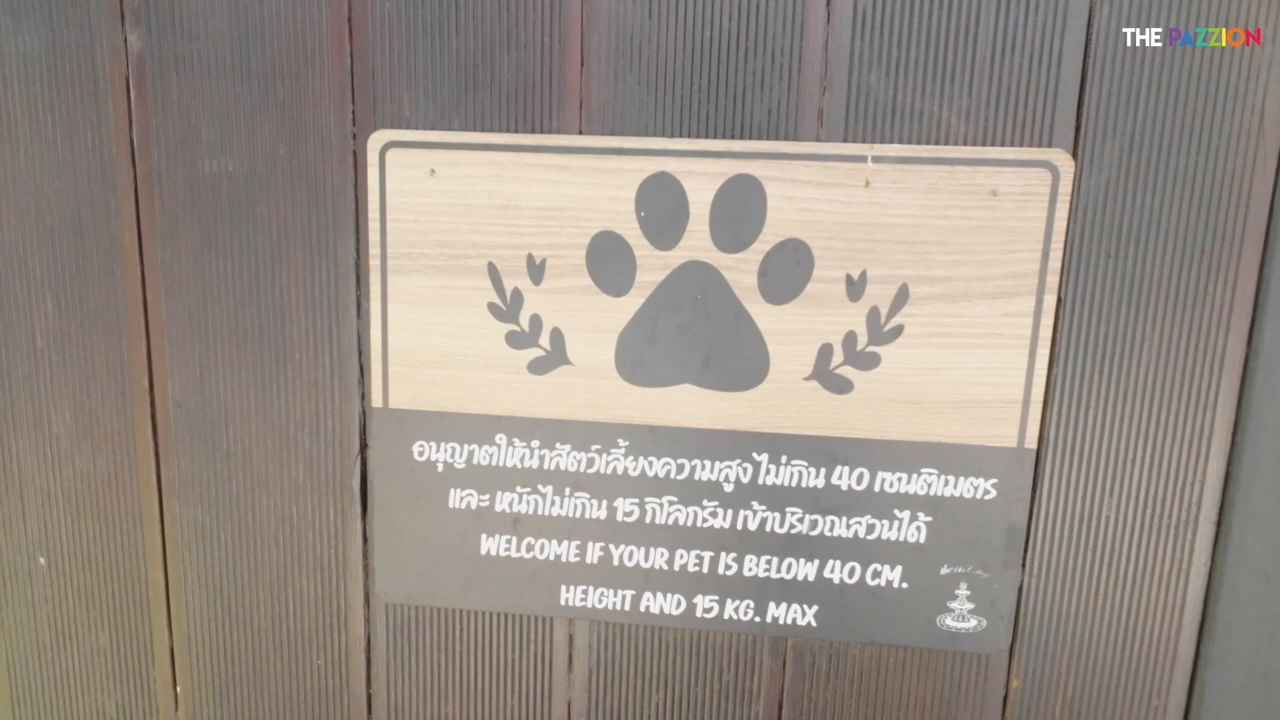 THE PAZZION
อนุญาตให้นำสัตว์เลี้ยงความสูง ไม่เกิน 40 เซนติเมตร
และ หนักไม่เกิน 15 กิโลกรัม เข้าบริเวณสวนได้
WELCOME IF YOUR PET IS BELOW 40 CM.
HEIGHT AND 15 KG. MAX